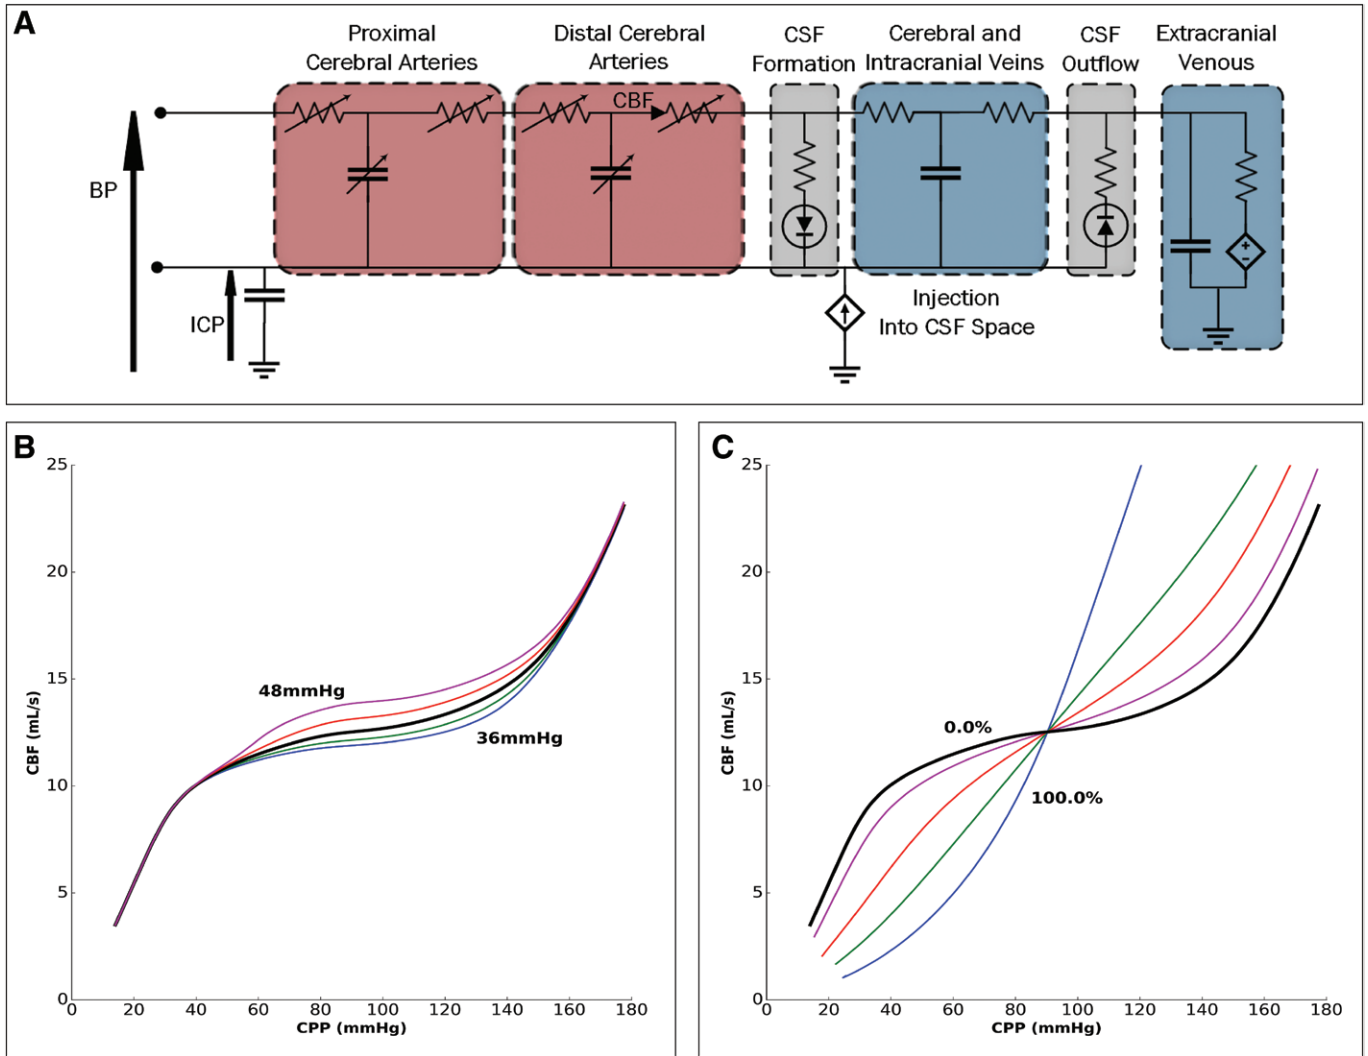 A
Proximal
Cerebral Arteries
Distal Cerebral
Arteries
CSF
Formation
Cerebral and
Intracranial Veins
CSF
Outflow
Extracranial
Venous
CBF
BP
ICP
+
-
Injection
Into CSF Space
B
25
20
15
10
5
0
CBF (mL/s)
48mmHg
36mmHg
0 20 40 60 80 100 120 140 160 180
CPP (mmHg)
C
25
20
15
10
5
0
CBF (mL/s)
0.0%
100.0%
0 20 40 60 80 100 120 140 160 180
CPP (mmHg)